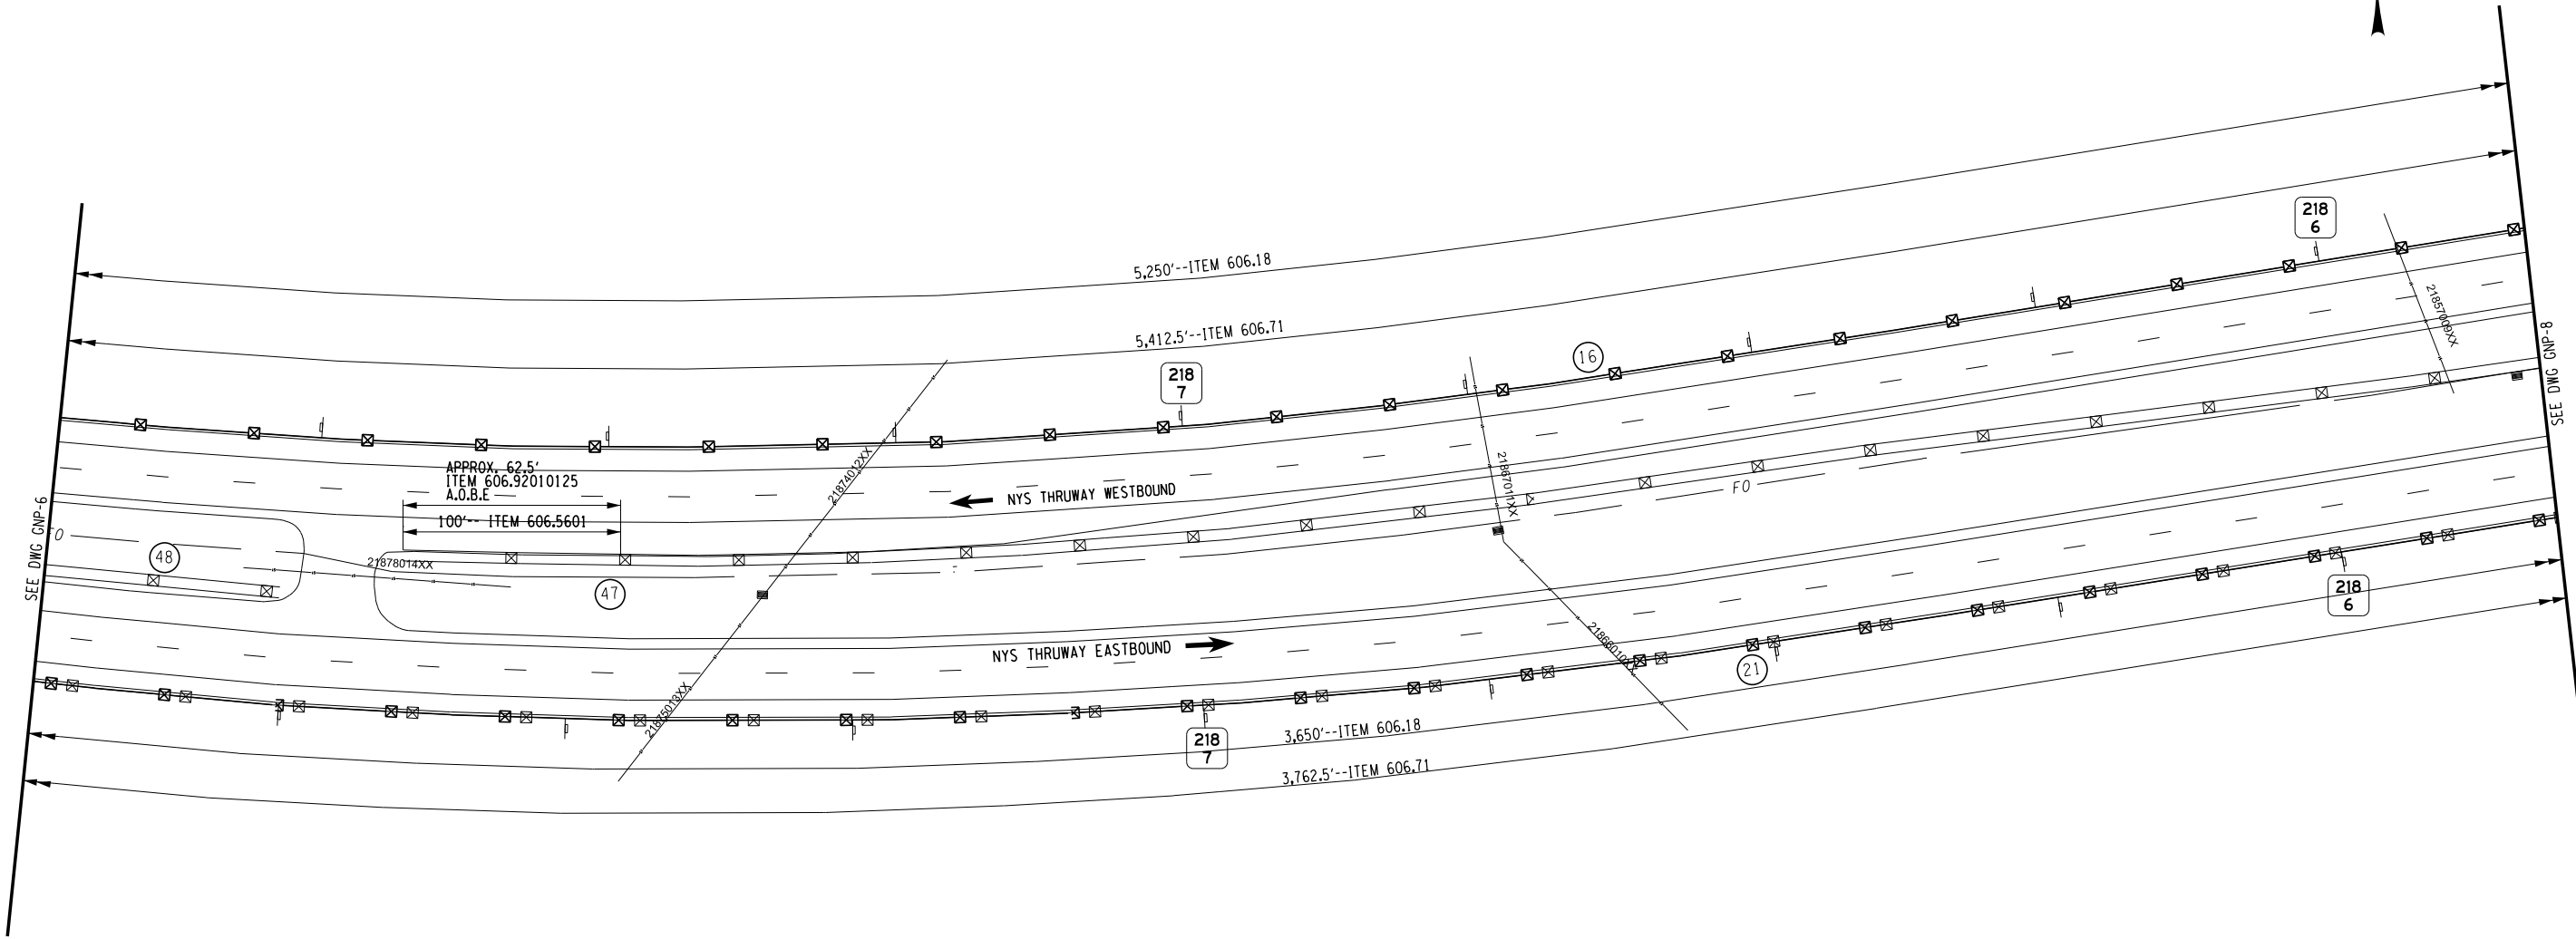 5,250'--ITEM 606.18
5,412.5'--ITEM 606.71
218
6
218
7
16
21857009XX
SEE DWG GNP-8
SEE DWG GNP-6
APPROX. 62.5'
ITEM 606.92010125
A.O.B.E
100'-- ITEM 606.5601
21874012XX
NYS THRUWAY WESTBOUND
21867011XX
FO
FO
48
21878014XX
47
NYS THRUWAY EASTBOUND
21875013XX
21
218
6
218
7
3,650'--ITEM 606.18
3,762.5'--ITEM 606.71